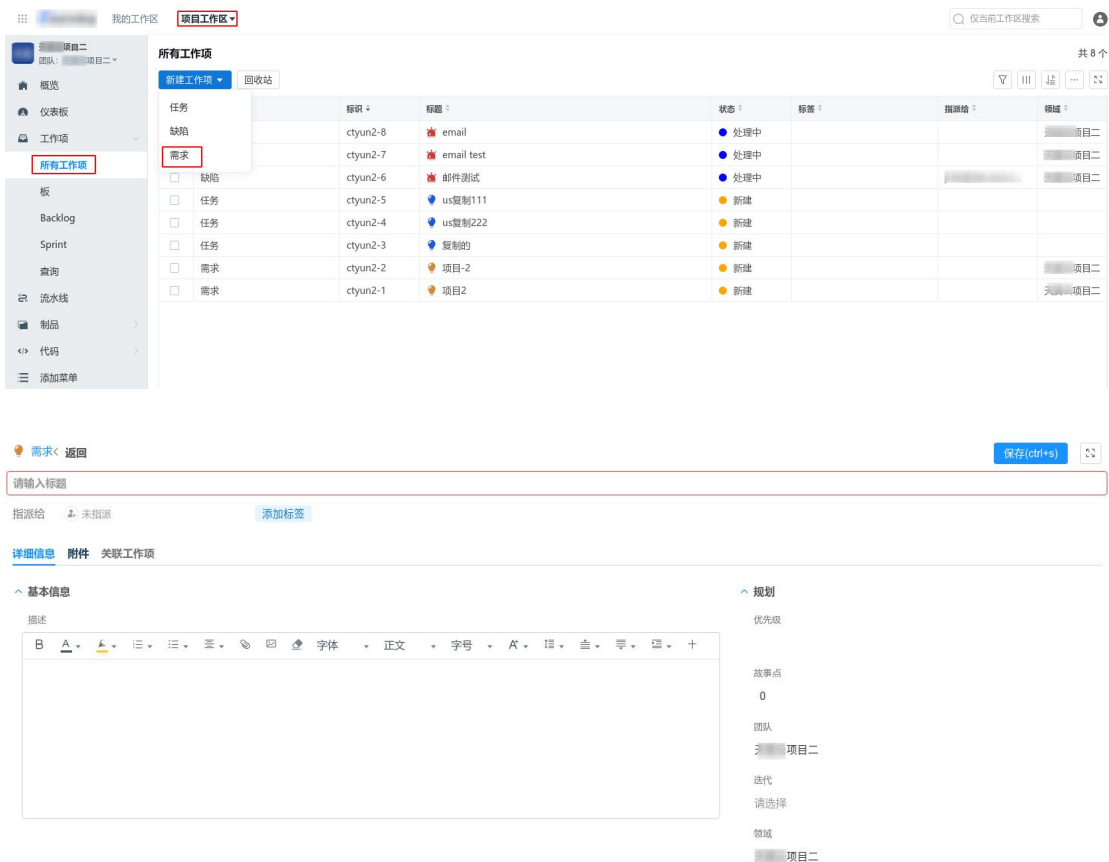 我的工作区 项目工作区 仅当前工作区搜索
项目二
团队: 项目二
所有工作项 共 8 个
新建工作项 回收站
概览
仪表板
工作项
所有工作项
板
Backlog
Sprint
查询
流水线
制品
代码
添加菜单
任务
缺陷
需求
标识 标题 状态 标签 指派给 领域
ctyun2-8 email 处理中 项目二
ctyun2-7 email test 处理中 项目二
缺陷 ctyun2-6 邮件测试 处理中 项目二
任务 ctyun2-5 us复制111 新建
任务 ctyun2-4 us复制222 新建
任务 ctyun2-3 复制的 新建
需求 ctyun2-2 项目-2 新建 项目二
需求 ctyun2-1 项目2 新建 项目二
需求 返回 保存(ctrl+s)
请输入标题
指派给 未指派 添加标签
详细信息 附件 关联工作项
基本信息
描述
B A 字体 正文 字号 A
规划
优先级
故事点
0
团队
项目二
迭代
请选择
领域
项目二